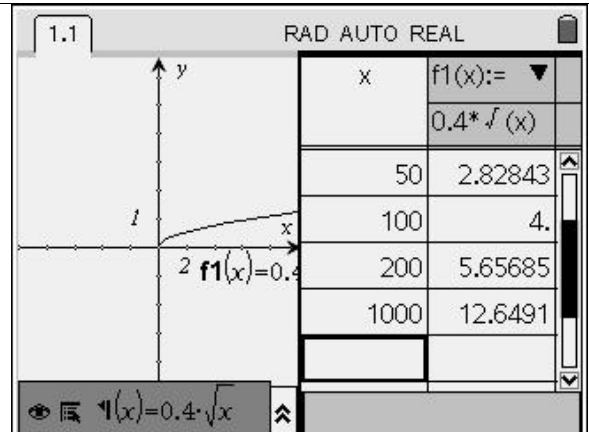 1.1
RAD AUTO REAL
y
1
x
2
f1(x)=0.4
x f1(x):= ▼
0.4*√(x)
50 2.82843
100 4.
200 5.65685
1000 12.6491
(x)=0.4·√x